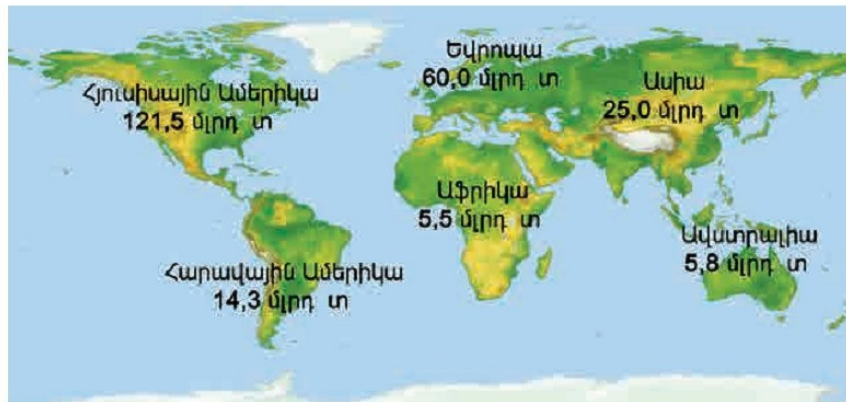 Հյուսիսային Ամերիկա
121,5 մլրդ տ
Եվրոպա
60,0 մլրդ տ
Ասիա
25,0 մլրդ տ
Աֆրիկա
5,5 մլրդ տ
Ավստրալիա
5,8 մլրդ տ
Հարավային Ամերիկա
14,3 մլրդ տ